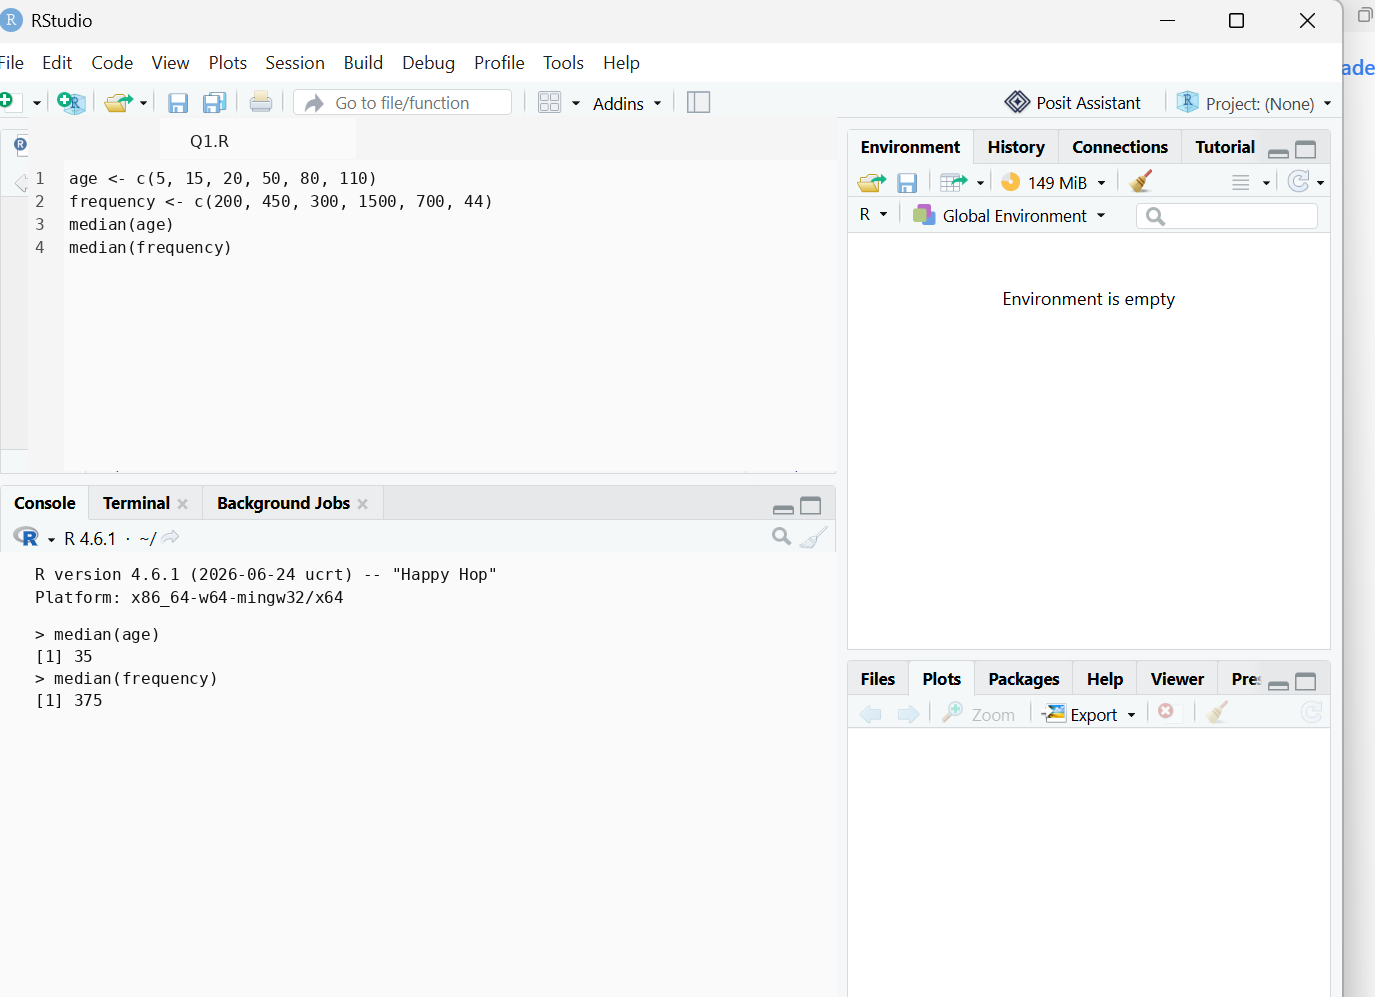 RStudio
File Edit Code View Plots Session Build Debug Profile Tools Help
ade
Go to file/function
Addins
Posit Assistant
Project: (None)
Q1.R
1 age <- c(5, 15, 20, 50, 80, 110)
2 frequency <- c(200, 450, 300, 1500, 700, 44)
3 median(age)
4 median(frequency)
Environment History Connections Tutorial
149 MiB
R Global Environment
Environment is empty
Console Terminal Background Jobs
R 4.6.1 · ~/
R version 4.6.1 (2026-06-24 ucrt) -- "Happy Hop"
Platform: x86_64-w64-mingw32/x64
> median(age)
[1] 35
> median(frequency)
[1] 375
Files Plots Packages Help Viewer Pres
Zoom Export